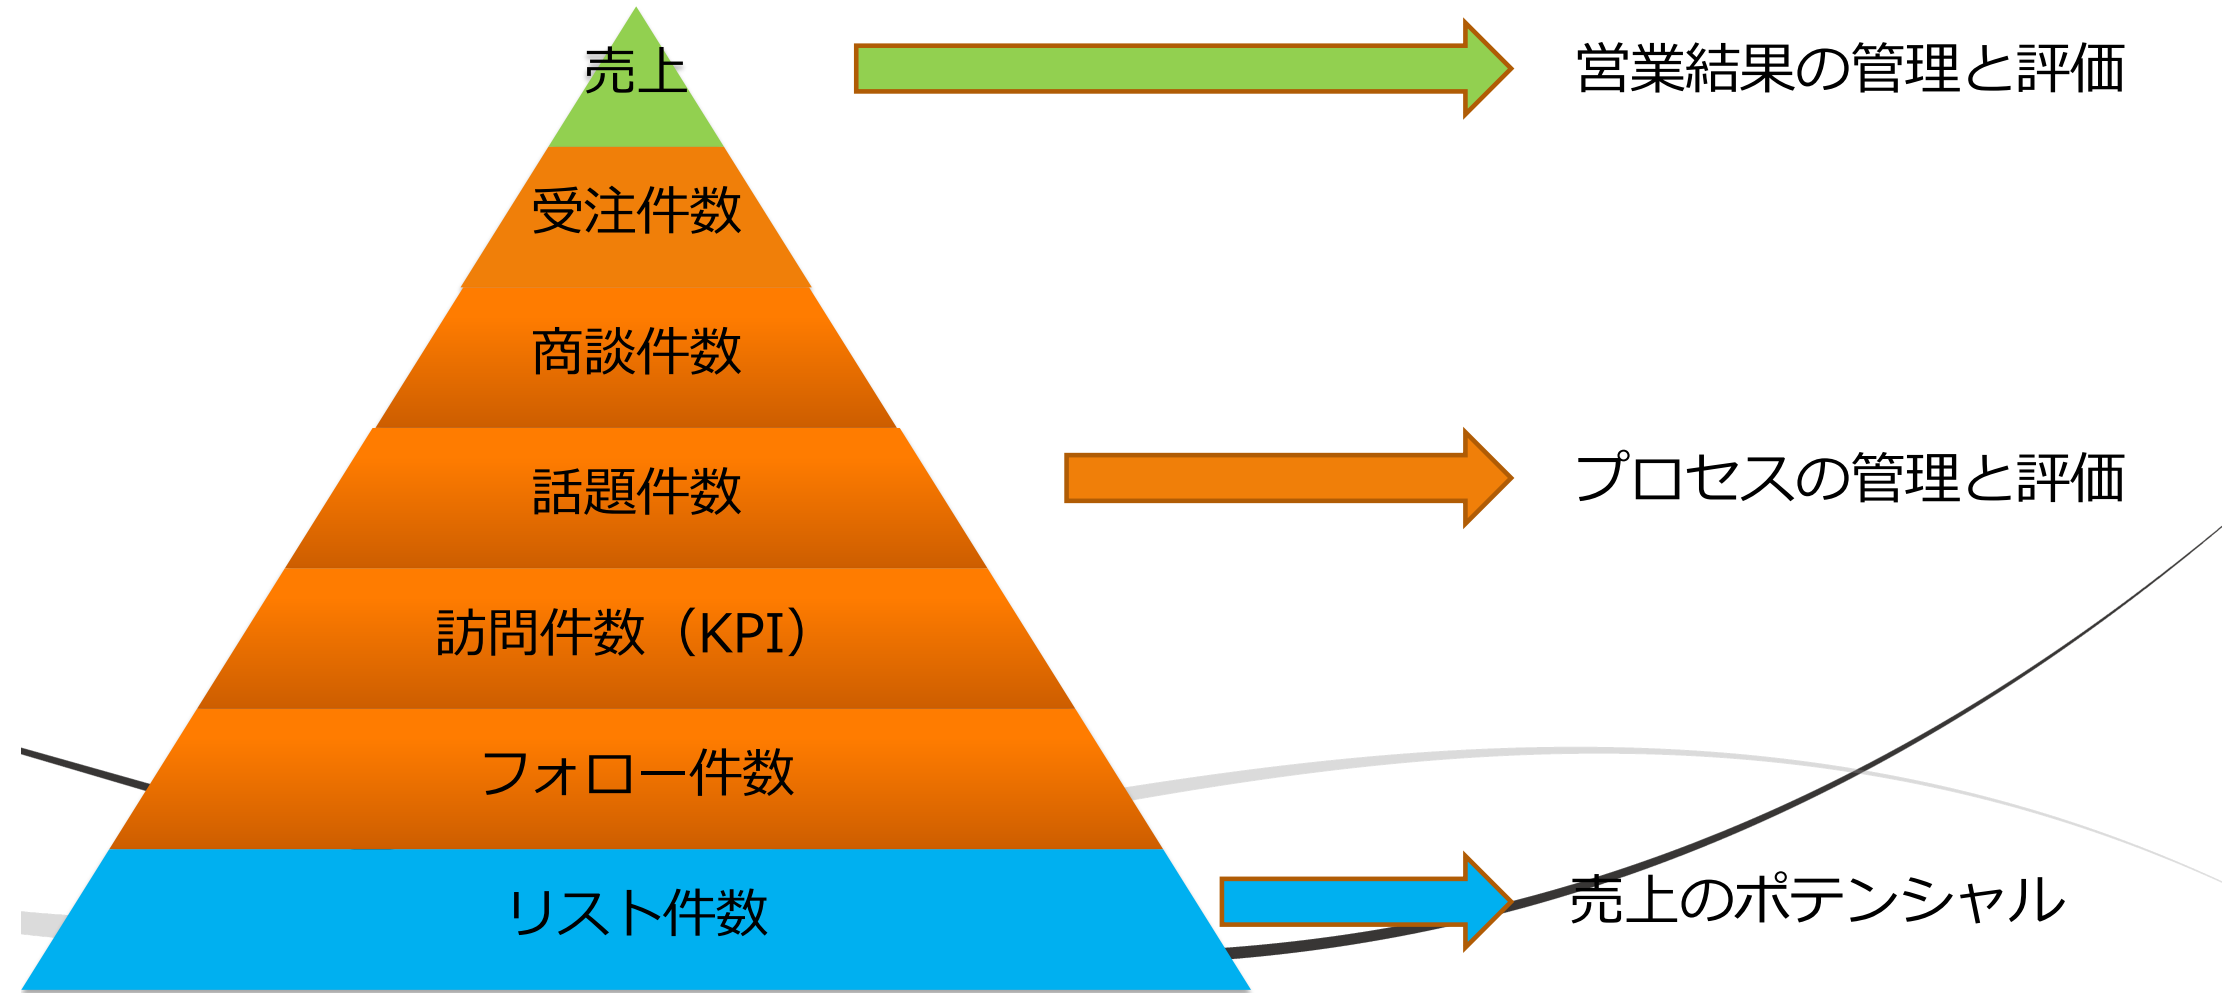 売上
営業結果の管理と評価
受注件数
商談件数
話題件数
プロセスの管理と評価
訪問件数（KPI）
フォロー件数
リスト件数
売上のポテンシャル